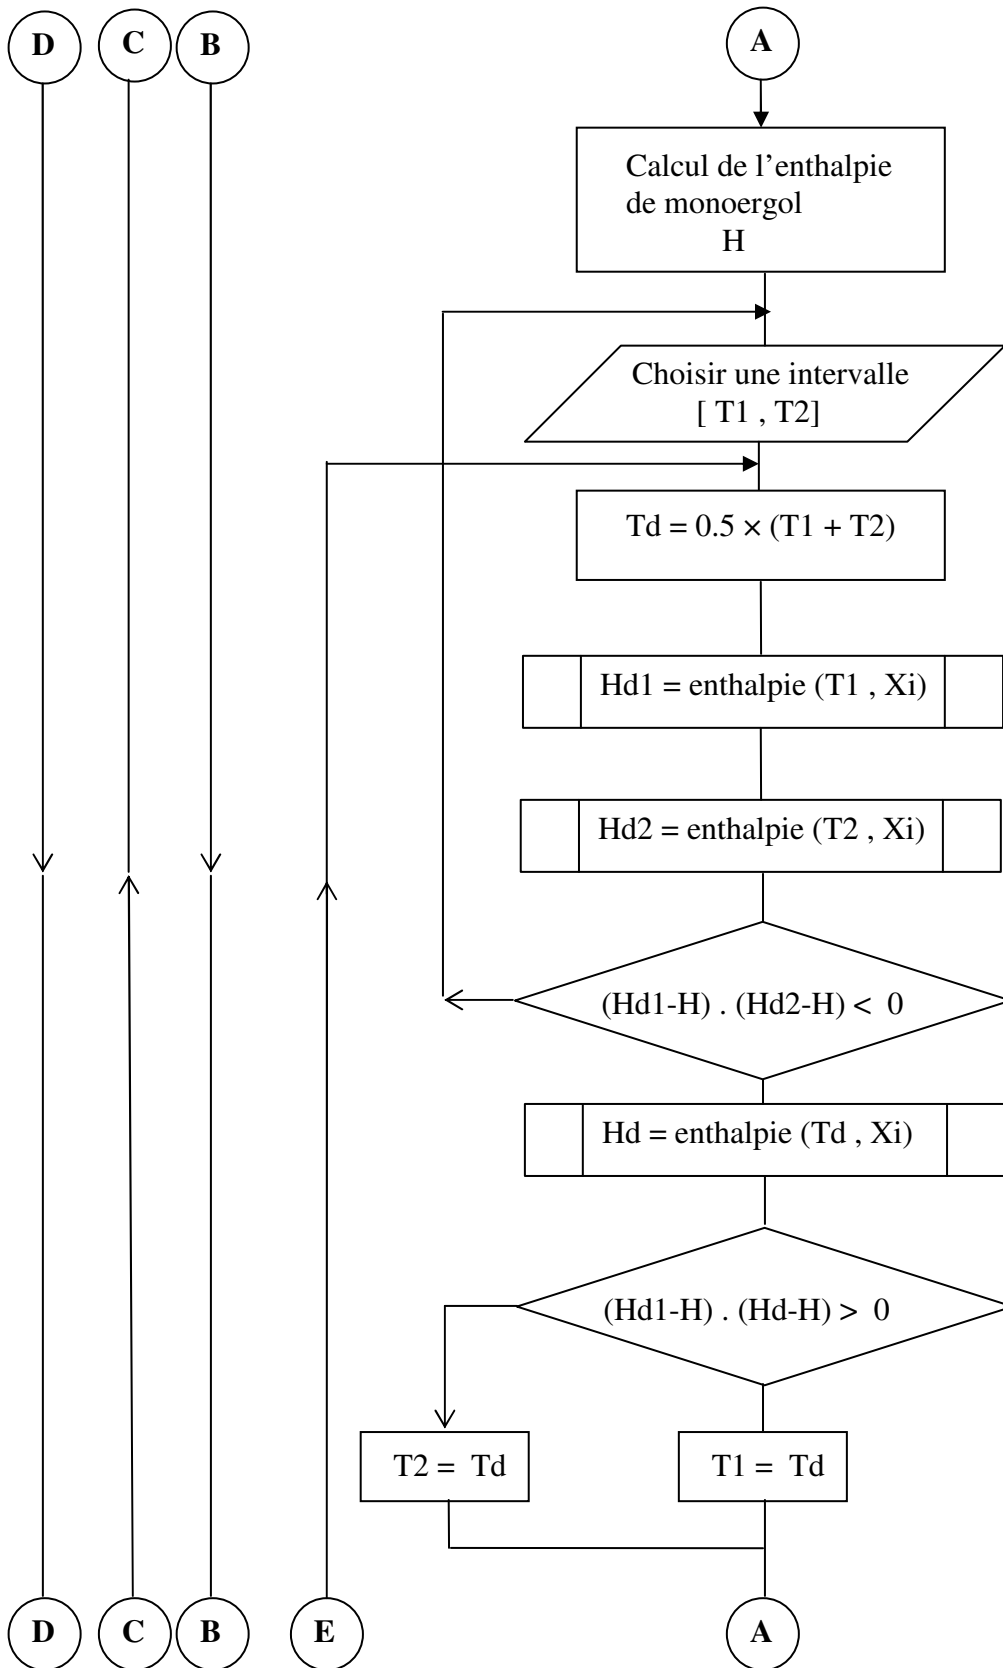 D C B A
Calcul de l’enthalpie
de monoergol
H
Choisir une intervalle
[ T1 , T2]
Td = 0.5 × (T1 + T2)
Hd1 = enthalpie (T1 , Xi)
Hd2 = enthalpie (T2 , Xi)
(Hd1-H) . (Hd2-H) < 0
Hd = enthalpie (Td , Xi)
(Hd1-H) . (Hd-H) > 0
T2 = Td T1 = Td
D C B E A